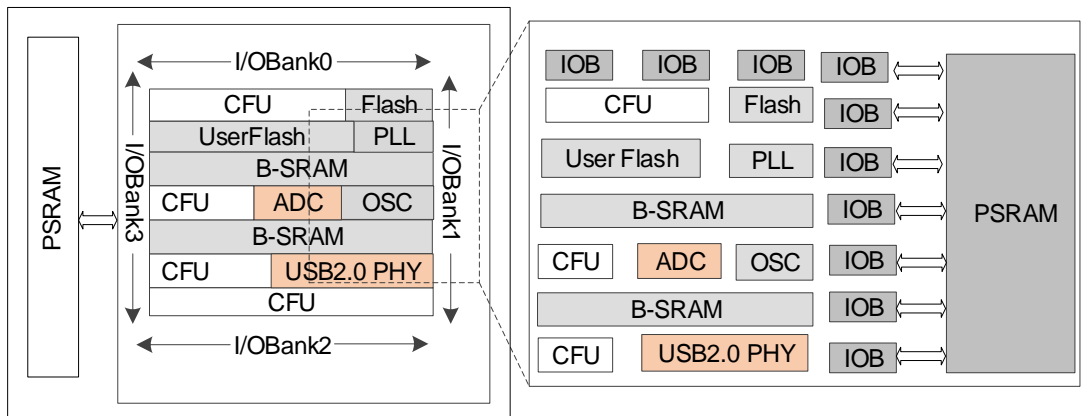 I/OBank0
CFU Flash
UserFlash PLL
B-SRAM
CFU ADC OSC
B-SRAM
CFU USB2.0 PHY
CFU
I/OBank2
I/OBank3
I/OBank1
PSRAM
IOB IOB IOB IOB
CFU Flash IOB
User Flash PLL IOB
B-SRAM IOB
CFU ADC OSC IOB
B-SRAM IOB
CFU USB2.0 PHY IOB
PSRAM